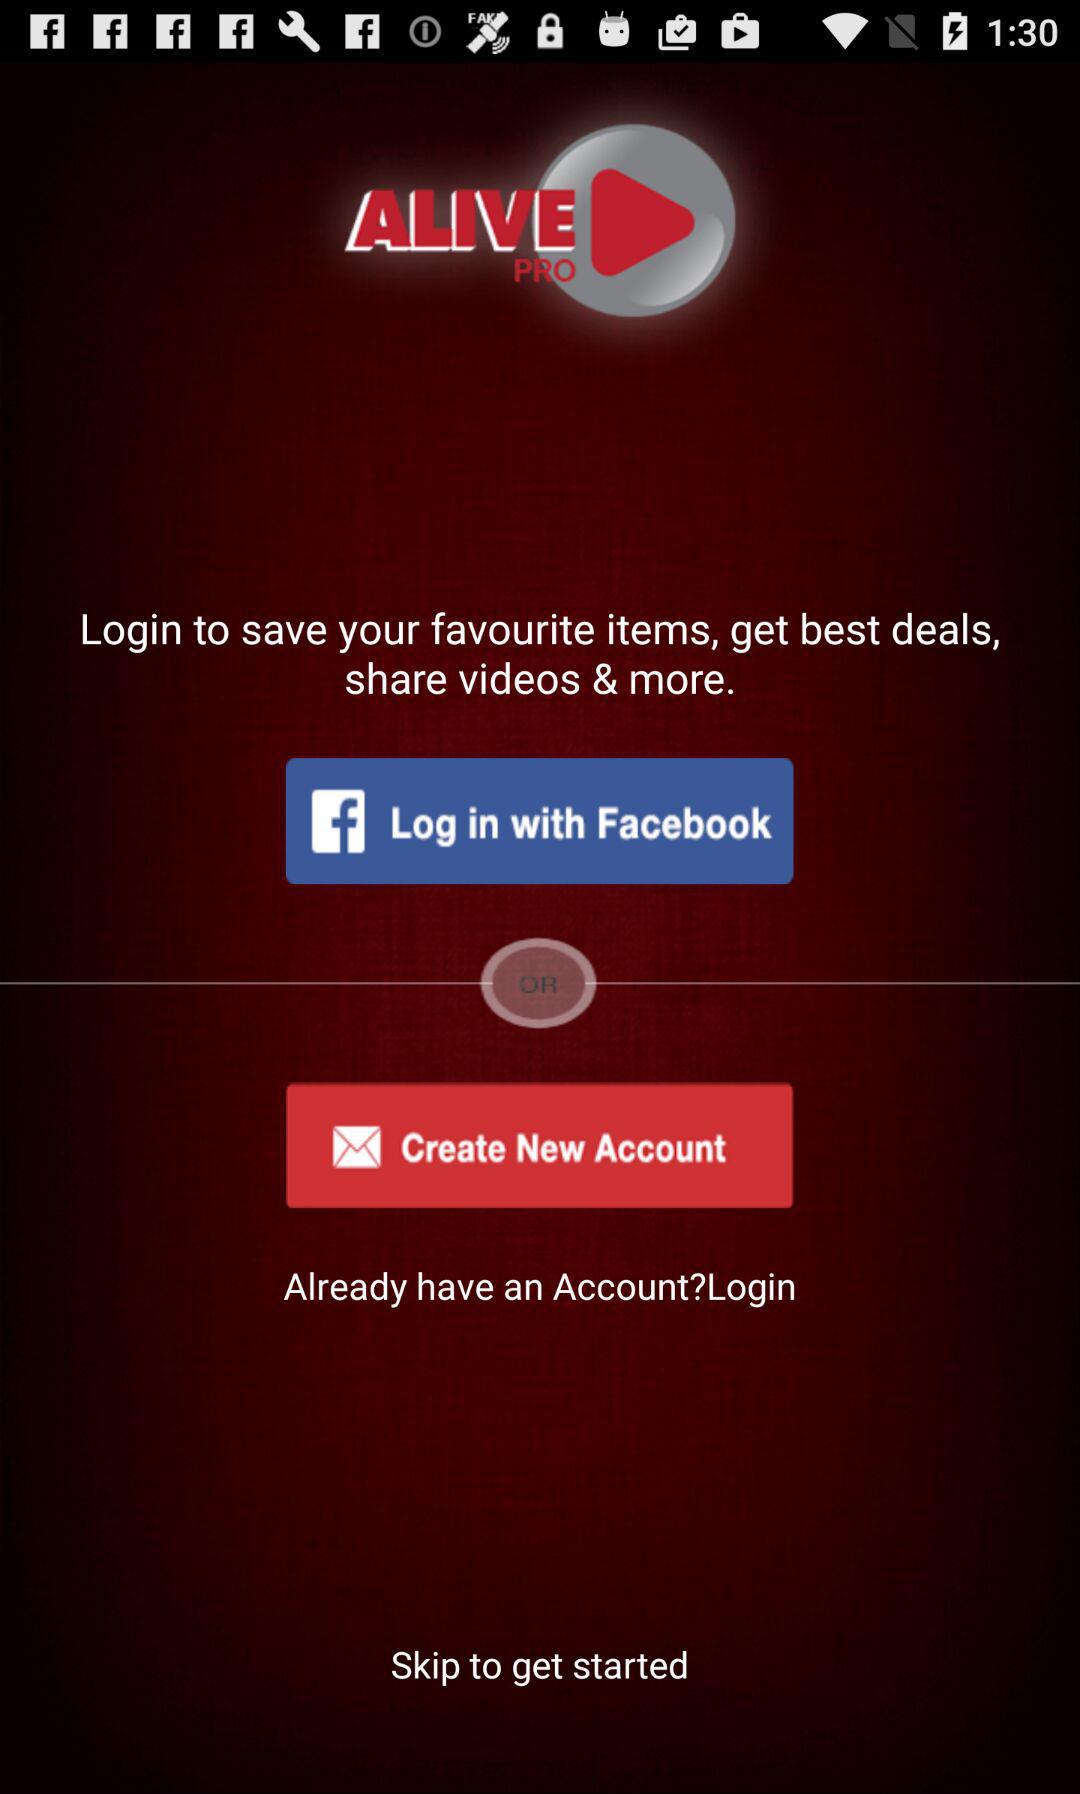 FAKE
1:30
ALIVE
PRO
Login to save your favourite items, get best deals,
share videos & more.
Log in with Facebook
OR
Create New Account
Already have an Account?Login
Skip to get started